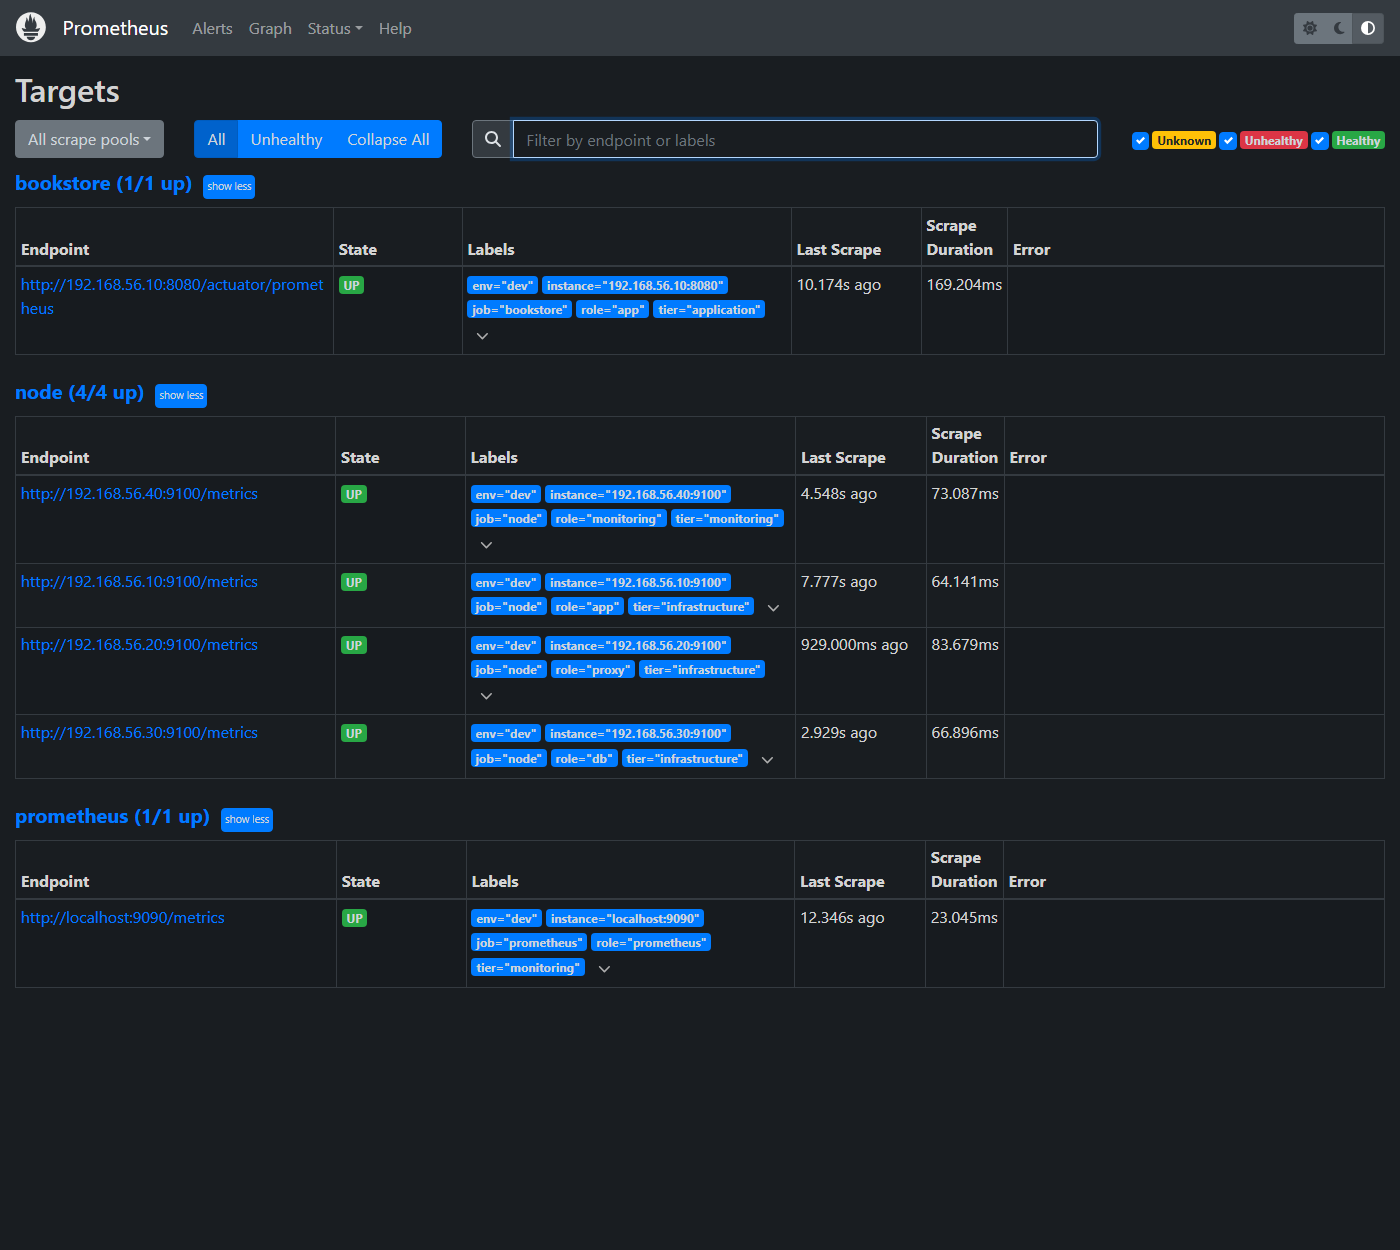 Prometheus Alerts Graph Status Help
Targets
All scrape pools All Unhealthy Collapse All Filter by endpoint or labels Unknown Unhealthy Healthy
bookstore (1/1 up) show less
Endpoint State Labels Last Scrape Scrape Duration Error
http://192.168.56.10:8080/actuator/promet
heus
UP
env="dev" instance="192.168.56.10:8080"
job="bookstore" role="app" tier="application"
10.174s ago 169.204ms
node (4/4 up) show less
Endpoint State Labels Last Scrape Scrape Duration Error
http://192.168.56.40:9100/metrics UP
env="dev" instance="192.168.56.40:9100"
job="node" role="monitoring" tier="monitoring"
4.548s ago 73.087ms
http://192.168.56.10:9100/metrics UP
env="dev" instance="192.168.56.10:9100"
job="node" role="app" tier="infrastructure"
7.777s ago 64.141ms
http://192.168.56.20:9100/metrics UP
env="dev" instance="192.168.56.20:9100"
job="node" role="proxy" tier="infrastructure"
929.000ms ago 83.679ms
http://192.168.56.30:9100/metrics UP
env="dev" instance="192.168.56.30:9100"
job="node" role="db" tier="infrastructure"
2.929s ago 66.896ms
prometheus (1/1 up) show less
Endpoint State Labels Last Scrape Scrape Duration Error
http://localhost:9090/metrics UP
env="dev" instance="localhost:9090"
job="prometheus" role="prometheus"
tier="monitoring"
12.346s ago 23.045ms